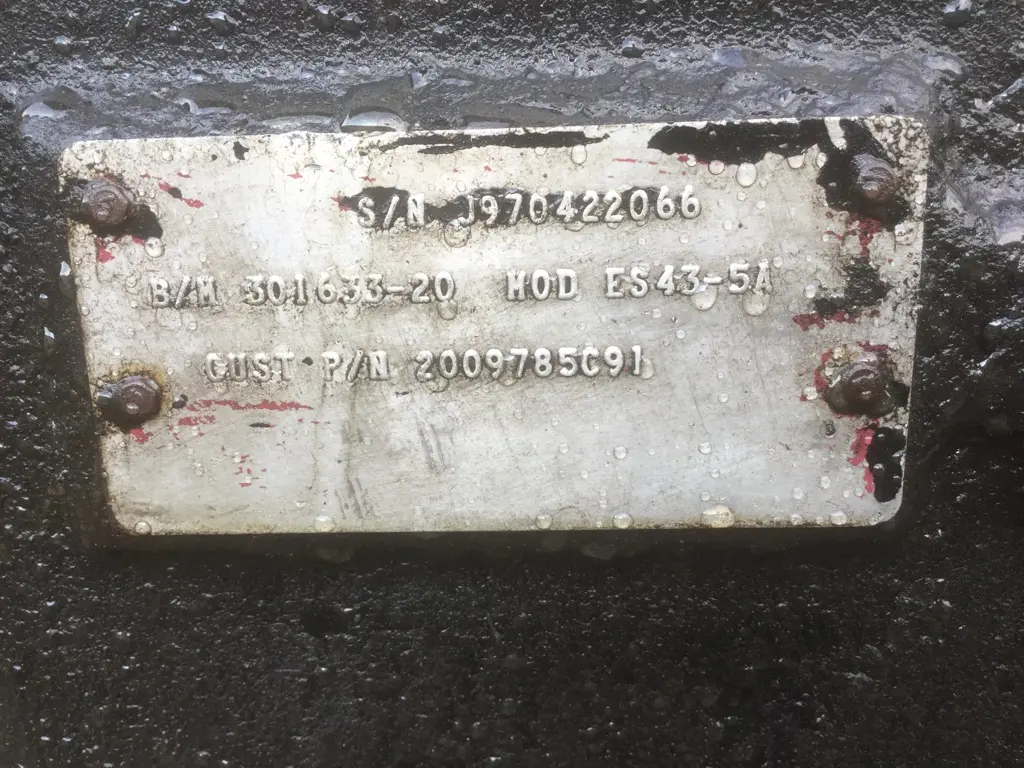 S/N J970422066
B/M 301633-20 MOD ES43-5A
CUST P/N 2009785C91